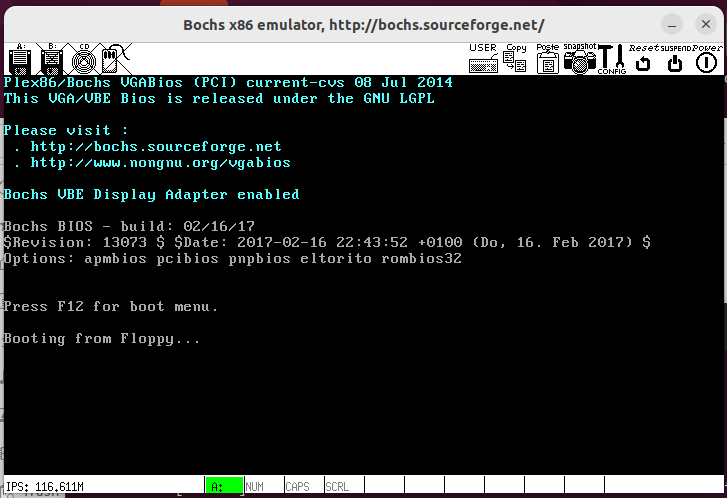 Bochs x86 emulator, http://bochs.sourceforge.net/
A: B: CD USER Copy Paste snapshot CONFIG Reset SUSPEND Power
Plex86/Bochs VGABios (PCI) current-cvs 08 Jul 2014
This VGA/VBE Bios is released under the GNU LGPL
Please visit :
. http://bochs.sourceforge.net
. http://www.nongnu.org/vgabios
Bochs VBE Display Adapter enabled
Bochs BIOS - build: 02/16/17
$Revision: 13073 $ $Date: 2017-02-16 22:43:52 +0100 (Do, 16. Feb 2017) $
Options: apmbios pcibios pnpbios eltorito rombios32
Press F12 for boot menu.
Booting from Floppy...
IPS: 116.611M A: NUM CAPS SCRL